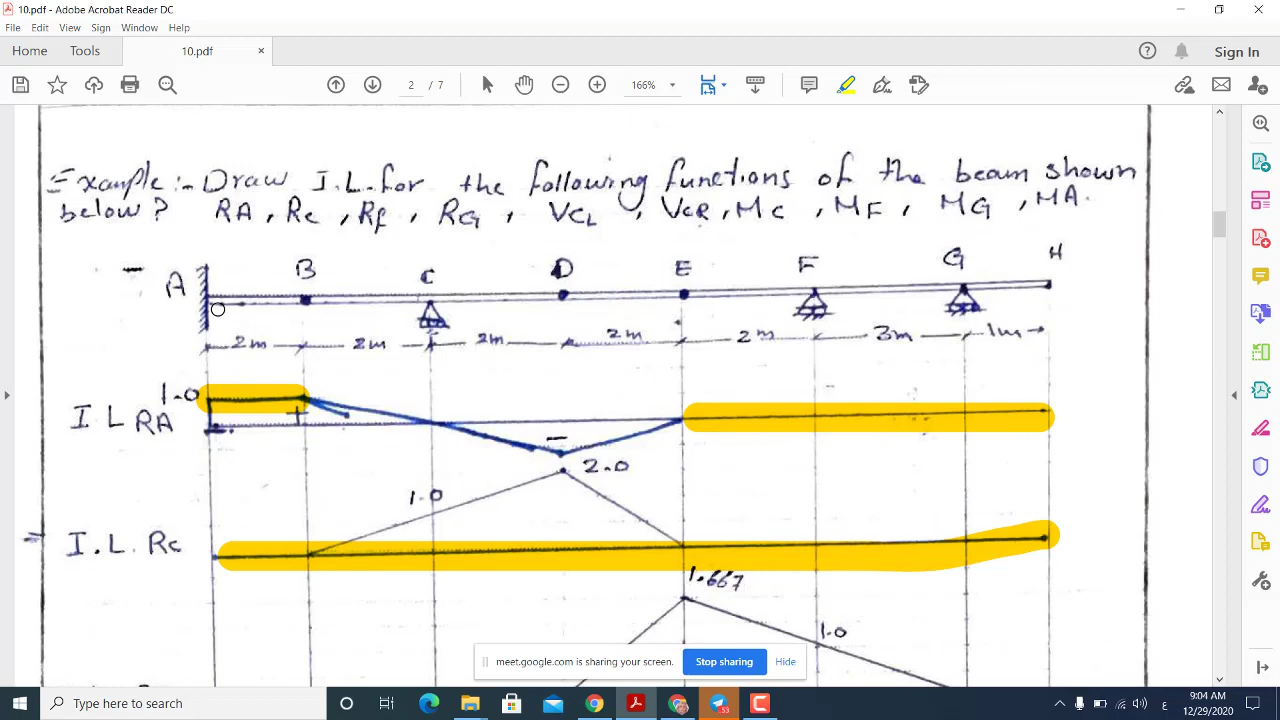 10.pdf - Adobe Acrobat Reader DC
File Edit View Sign Window Help
Home Tools 10.pdf × Sign In
2 / 7 166%
Example:- Draw I.L. for the following functions of the beam shown
below? RA, Rc, Rf, RG, VCL, VCR, Mc, MF, MG, MA.
A B C D E F G H
2m 2m 2m 2m 2m 3m 1m
1.0
I.L RA + -
2.0
1.0
= I.L. Rc
1.667
1.0
meet.google.com is sharing your screen. Stop sharing Hide
Type here to search
53
E
9:04 AM
12/29/2020